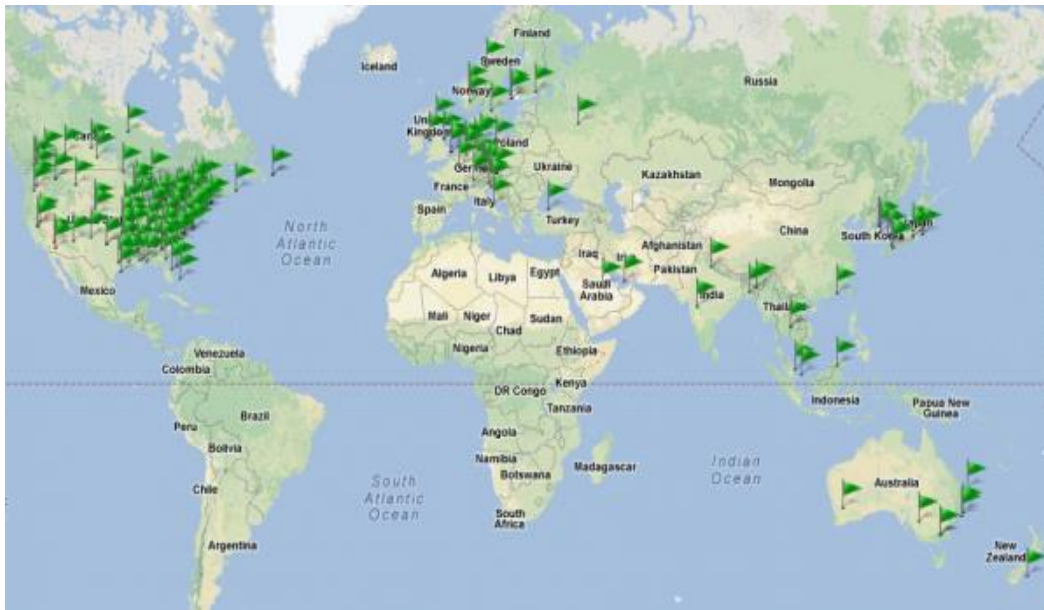 Finland
Iceland
Sweden
Russia
Norway
United
Kingdom
Poland
Ukraine
France
Kazakhstan
Mongolia
Italy
Spain
North
Atlantic
Ocean
Turkey
China
South Korea
Japan
Iraq
Afghanistan
Algeria
Libya
Egypt
Pakistan
Mexico
Saudi
Arabia
India
Mali
Niger
Sudan
Chad
Nigeria
Ethiopia
Venezuela
Colombia
DR Congo
Kenya
Indonesia
Papua New
Guinea
Tanzania
Brazil
Peru
Angola
Bolivia
Namibia
Botswana
Madagascar
Indian
Ocean
Australia
Chile
South
Atlantic
Ocean
South
Africa
Argentina
New
Zealand